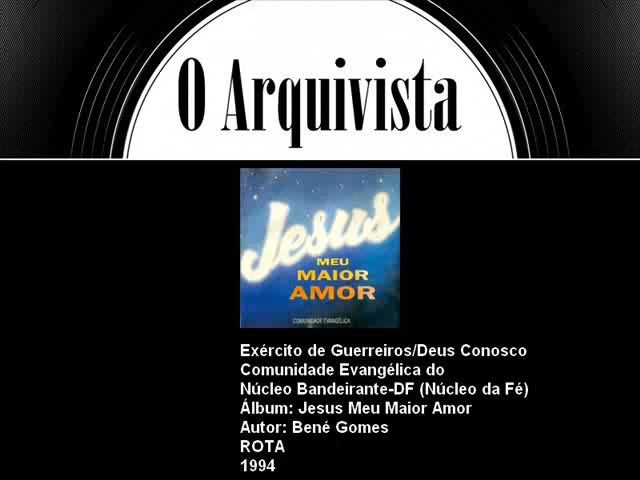 O Arquivista
Jesus
MEU
MAIOR
AMOR
COMUNIDADE EVANGÉLICA
Exército de Guerreiros/Deus Conosco
Comunidade Evangélica do
Núcleo Bandeirante-DF (Núcleo da Fé)
Álbum: Jesus Meu Maior Amor
Autor: Bené Gomes
ROTA
1994